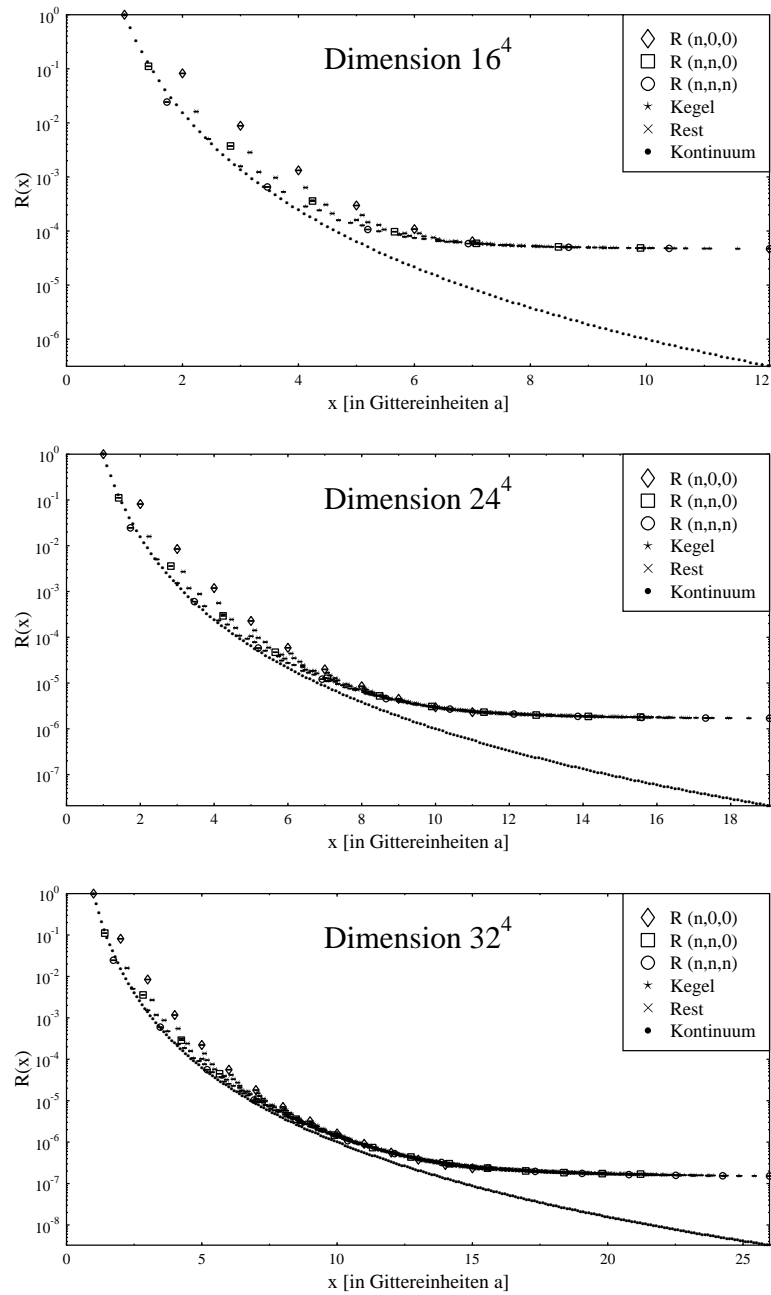 Dimension 16^4
R (n,0,0)
R (n,n,0)
R (n,n,n)
Kegel
Rest
Kontinuum
R(x)
10^0
10^-1
10^-2
10^-3
10^-4
10^-5
10^-6
0 2 4 6 8 10 12
x [in Gittereinheiten a]
Dimension 24^4
R (n,0,0)
R (n,n,0)
R (n,n,n)
Kegel
Rest
Kontinuum
R(x)
10^0
10^-1
10^-2
10^-3
10^-4
10^-5
10^-6
10^-7
0 2 4 6 8 10 12 14 16 18
x [in Gittereinheiten a]
Dimension 32^4
R (n,0,0)
R (n,n,0)
R (n,n,n)
Kegel
Rest
Kontinuum
R(x)
10^0
10^-1
10^-2
10^-3
10^-4
10^-5
10^-6
10^-7
10^-8
0 5 10 15 20 25
x [in Gittereinheiten a]